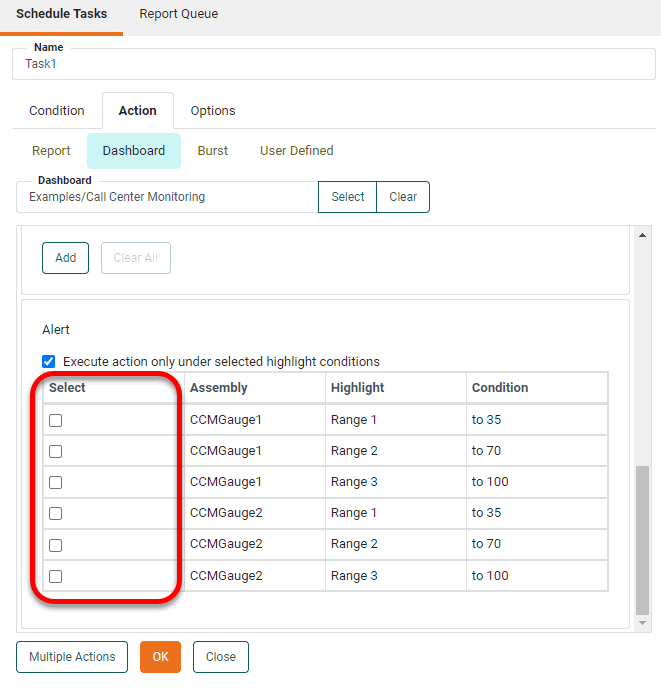 Schedule Tasks Report Queue
Name
Task1
Condition Action Options
Report Dashboard Burst User Defined
Dashboard
Examples/Call Center Monitoring Select Clear
Add Clear All
Alert
Execute action only under selected highlight conditions
Select Assembly Highlight Condition
CCMGauge1 Range 1 to 35
CCMGauge1 Range 2 to 70
CCMGauge1 Range 3 to 100
CCMGauge2 Range 1 to 35
CCMGauge2 Range 2 to 70
CCMGauge2 Range 3 to 100
Multiple Actions OK Close